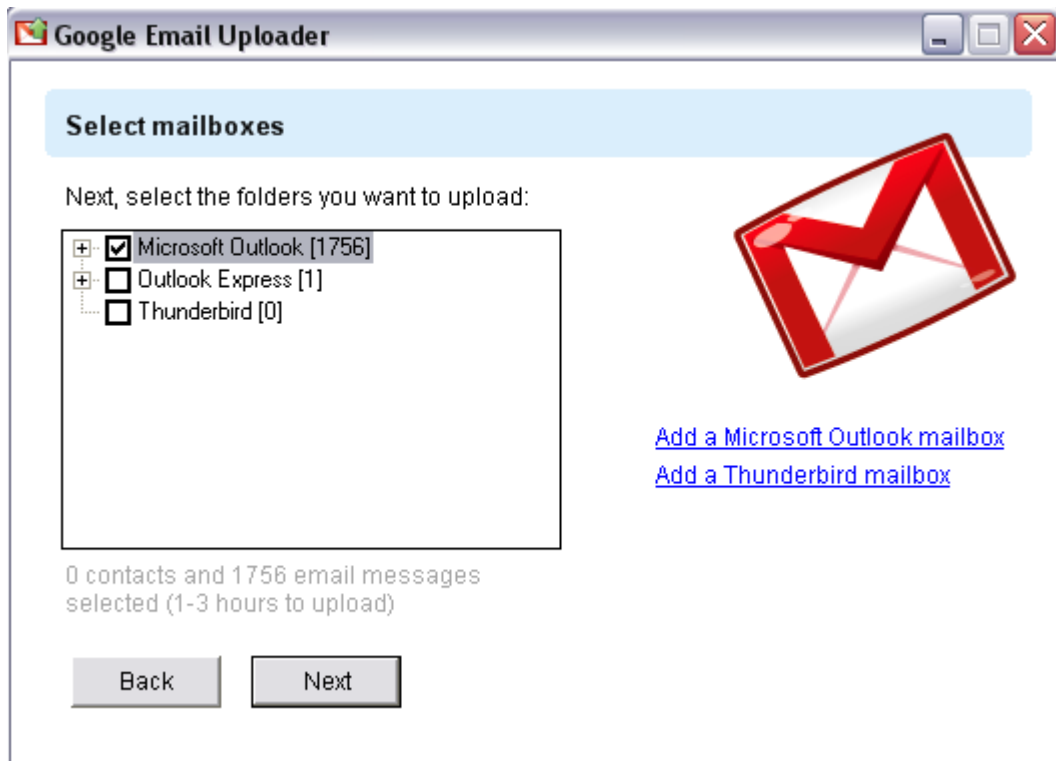 Google Email Uploader
Select mailboxes
Next, select the folders you want to upload:
Microsoft Outlook [1756]
Outlook Express [1]
Thunderbird [0]
Add a Microsoft Outlook mailbox
Add a Thunderbird mailbox
0 contacts and 1756 email messages
selected (1-3 hours to upload)
Back
Next